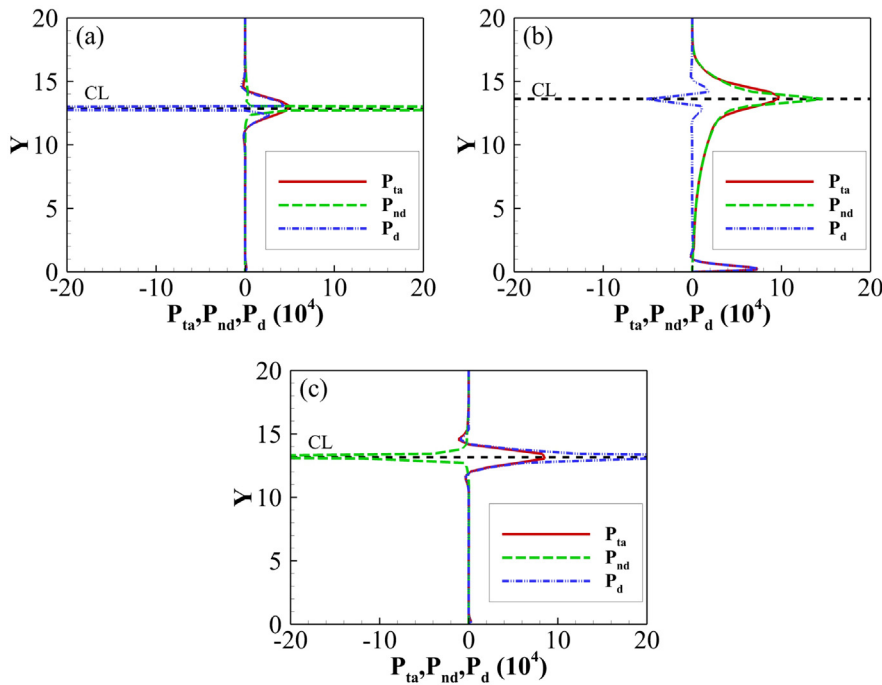 (a)
20
15
10
5
0
Y
CL
P_ta
P_nd
P_d
-20 -10 0 10 20
P_ta,P_nd,P_d (10^4)
(b)
20
15
10
5
0
Y
CL
P_ta
P_nd
P_d
-20 -10 0 10 20
P_ta,P_nd,P_d (10^4)
(c)
20
15
10
5
0
Y
CL
P_ta
P_nd
P_d
-20 -10 0 10 20
P_ta,P_nd,P_d (10^4)